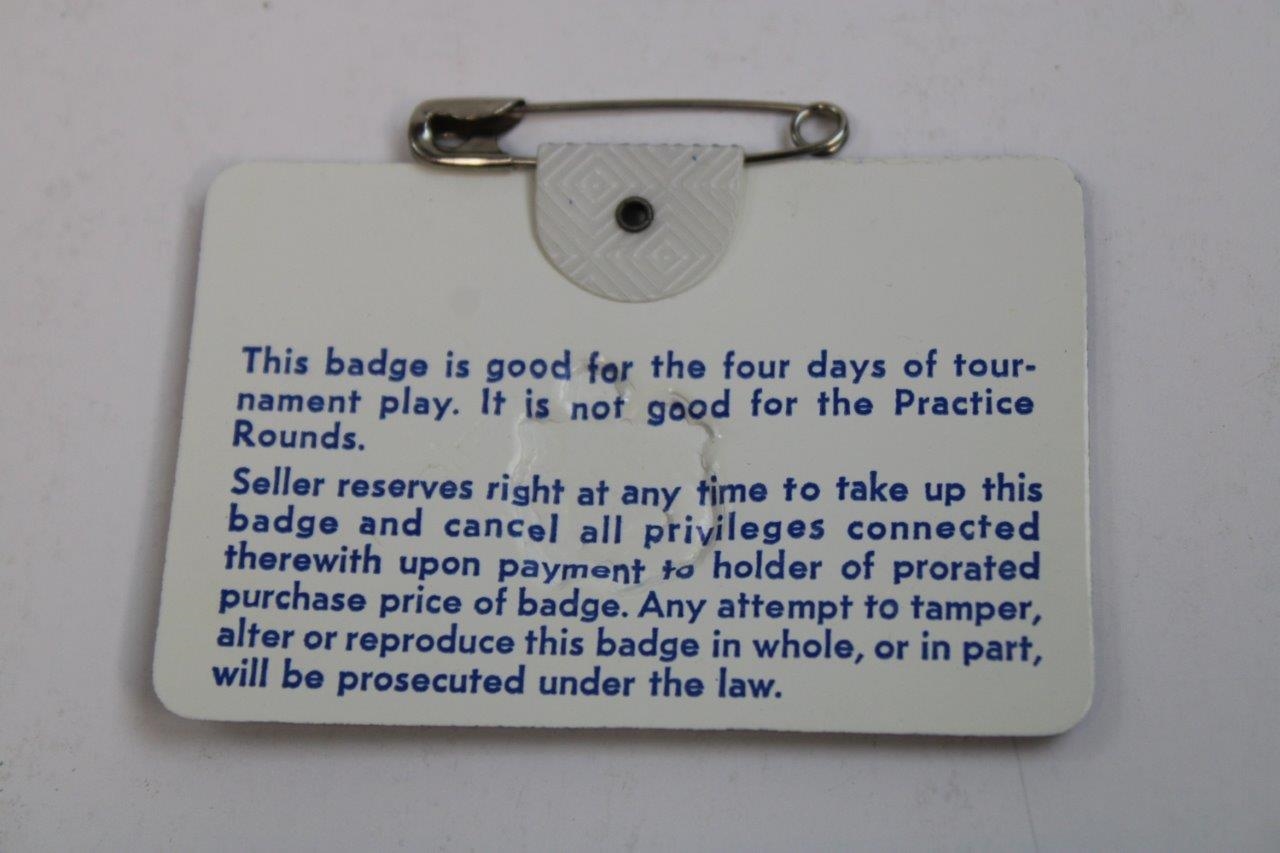 This badge is good for the four days of tour-
nament play. It is not good for the Practice
Rounds.
Seller reserves right at any time to take up this
badge and cancel all privileges connected
therewith upon payment to holder of prorated
purchase price of badge. Any attempt to tamper,
alter or reproduce this badge in whole, or in part,
will be prosecuted under the law.